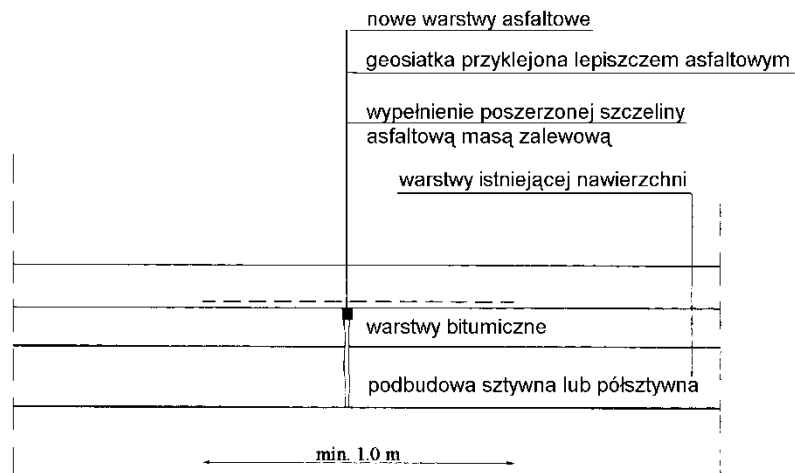 nowe warstwy asfaltowe
geosiatka przyklejona lepiszczem asfaltowym
wypełnienie poszerzonej szczeliny
asfaltową masą zalewową
warstwy istniejącej nawierzchni
warstwy bitumiczne
podbudowa sztywna lub półsztywna
min. 1.0 m